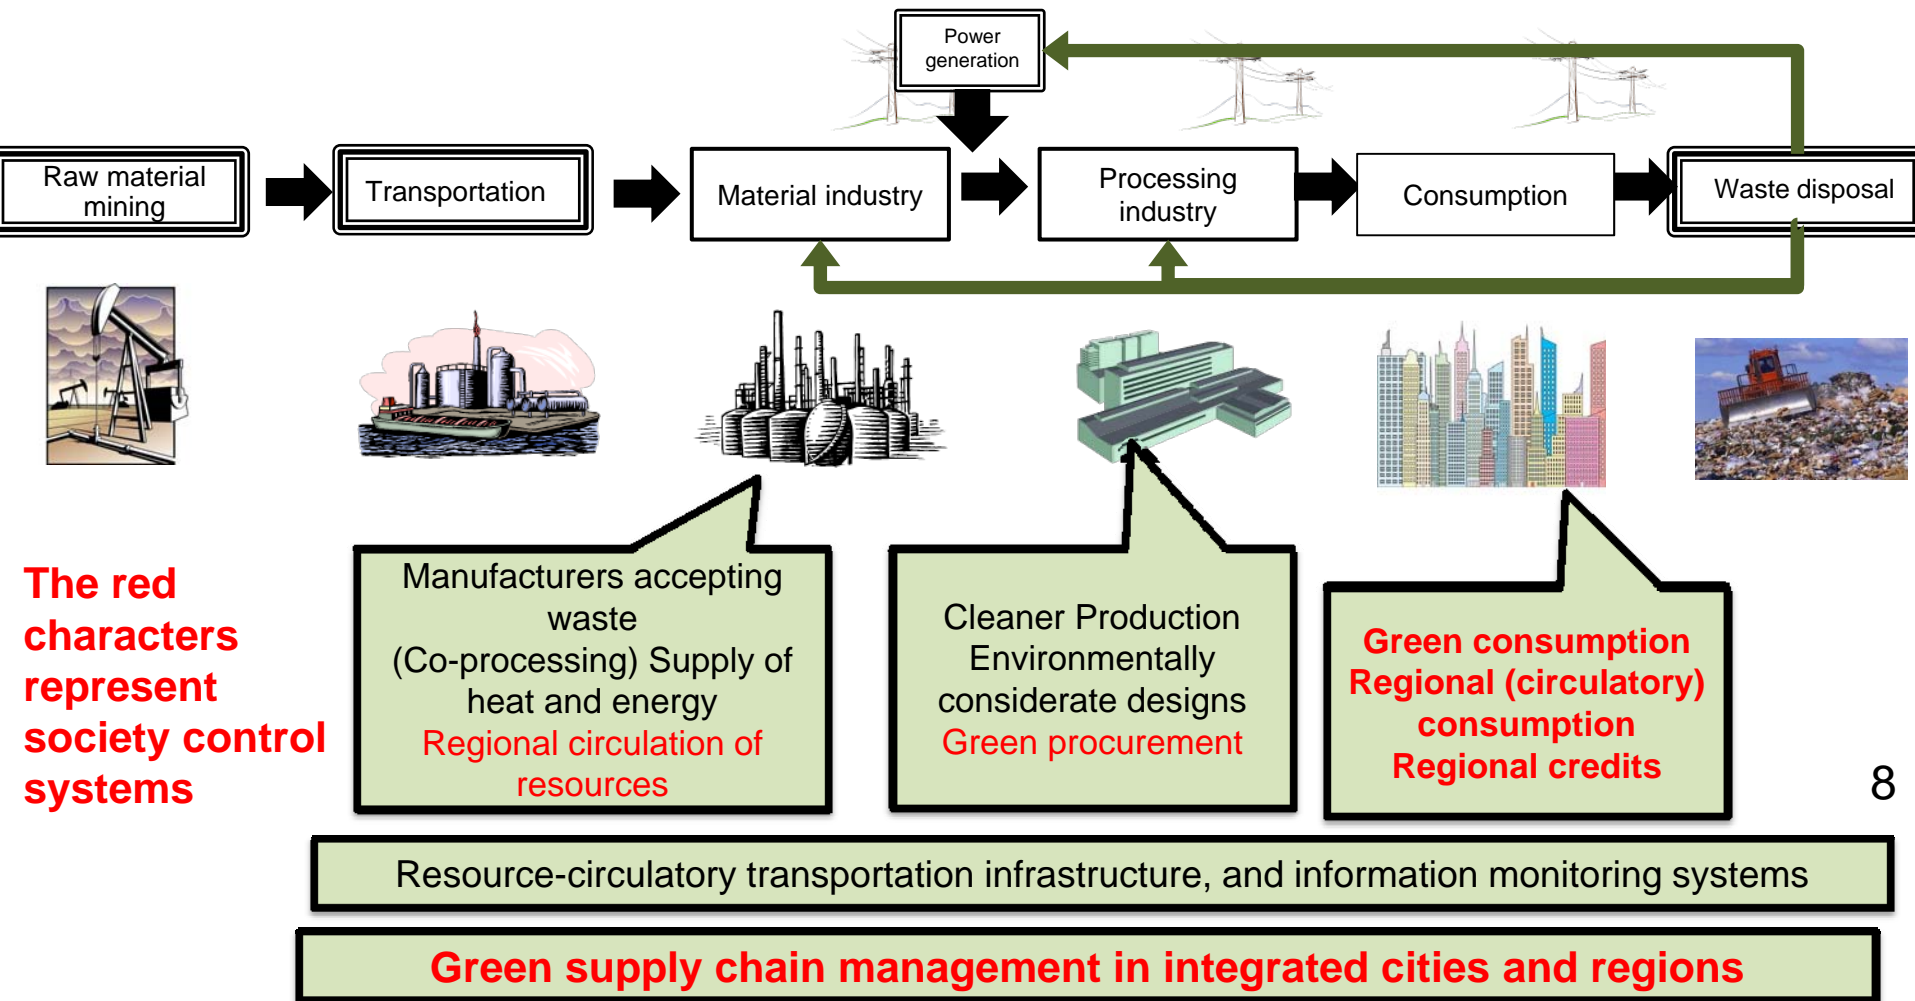 Power
generation
Raw material
mining
Transportation
Material industry
Processing
industry
Consumption
Waste disposal
The red
characters
represent
society control
systems
Manufacturers accepting
waste
(Co-processing) Supply of
heat and energy
Regional circulation of
resources
Cleaner Production
Environmentally
considerate designs
Green procurement
Green consumption
Regional (circulatory)
consumption
Regional credits
8
Resource-circulatory transportation infrastructure, and information monitoring systems
Green supply chain management in integrated cities and regions